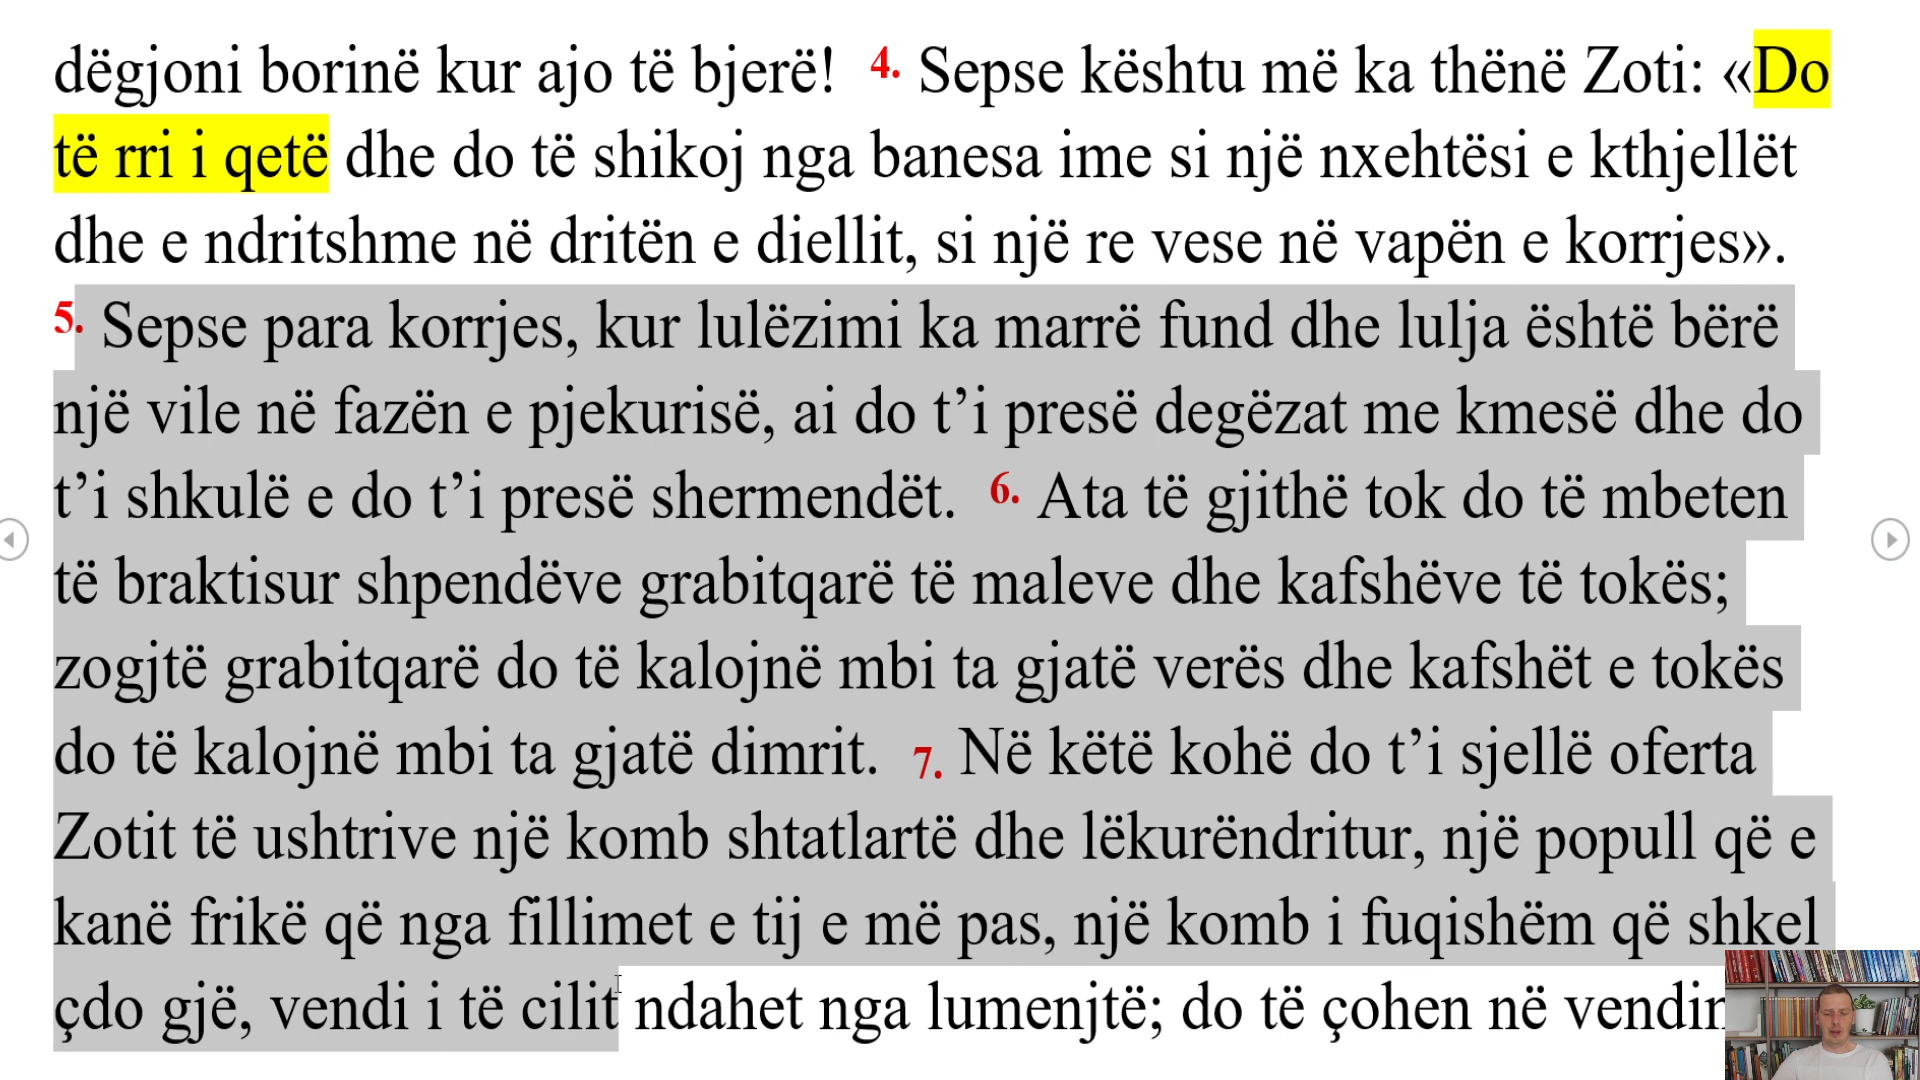 dëgjoni borinë kur ajo të bjerë! 4. Sepse kështu më ka thënë Zoti: «Do
të rri i qetë dhe do të shikoj nga banesa ime si një nxehtësi e kthjellët
dhe e ndritshme në dritën e diellit, si një re vese në vapën e korrjes».
5. Sepse para korrjes, kur lulëzimi ka marrë fund dhe lulja është bërë
një vile në fazën e pjekurisë, ai do t’i presë degëzat me kmesë dhe do
t’i shkulë e do t’i presë shermendët. 6. Ata të gjithë tok do të mbeten
të braktisur shpendëve grabitqarë të maleve dhe kafshëve të tokës;
zogjtë grabitqarë do të kalojnë mbi ta gjatë verës dhe kafshët e tokës
do të kalojnë mbi ta gjatë dimrit. 7. Në këtë kohë do t’i sjellë oferta
Zotit të ushtrive një komb shtatlartë dhe lëkurëndritur, një popull që e
kanë frikë që nga fillimet e tij e më pas, një komb i fuqishëm që shkel
çdo gjë, vendi i të cilit ndahet nga lumenjtë; do të çohen në vendin